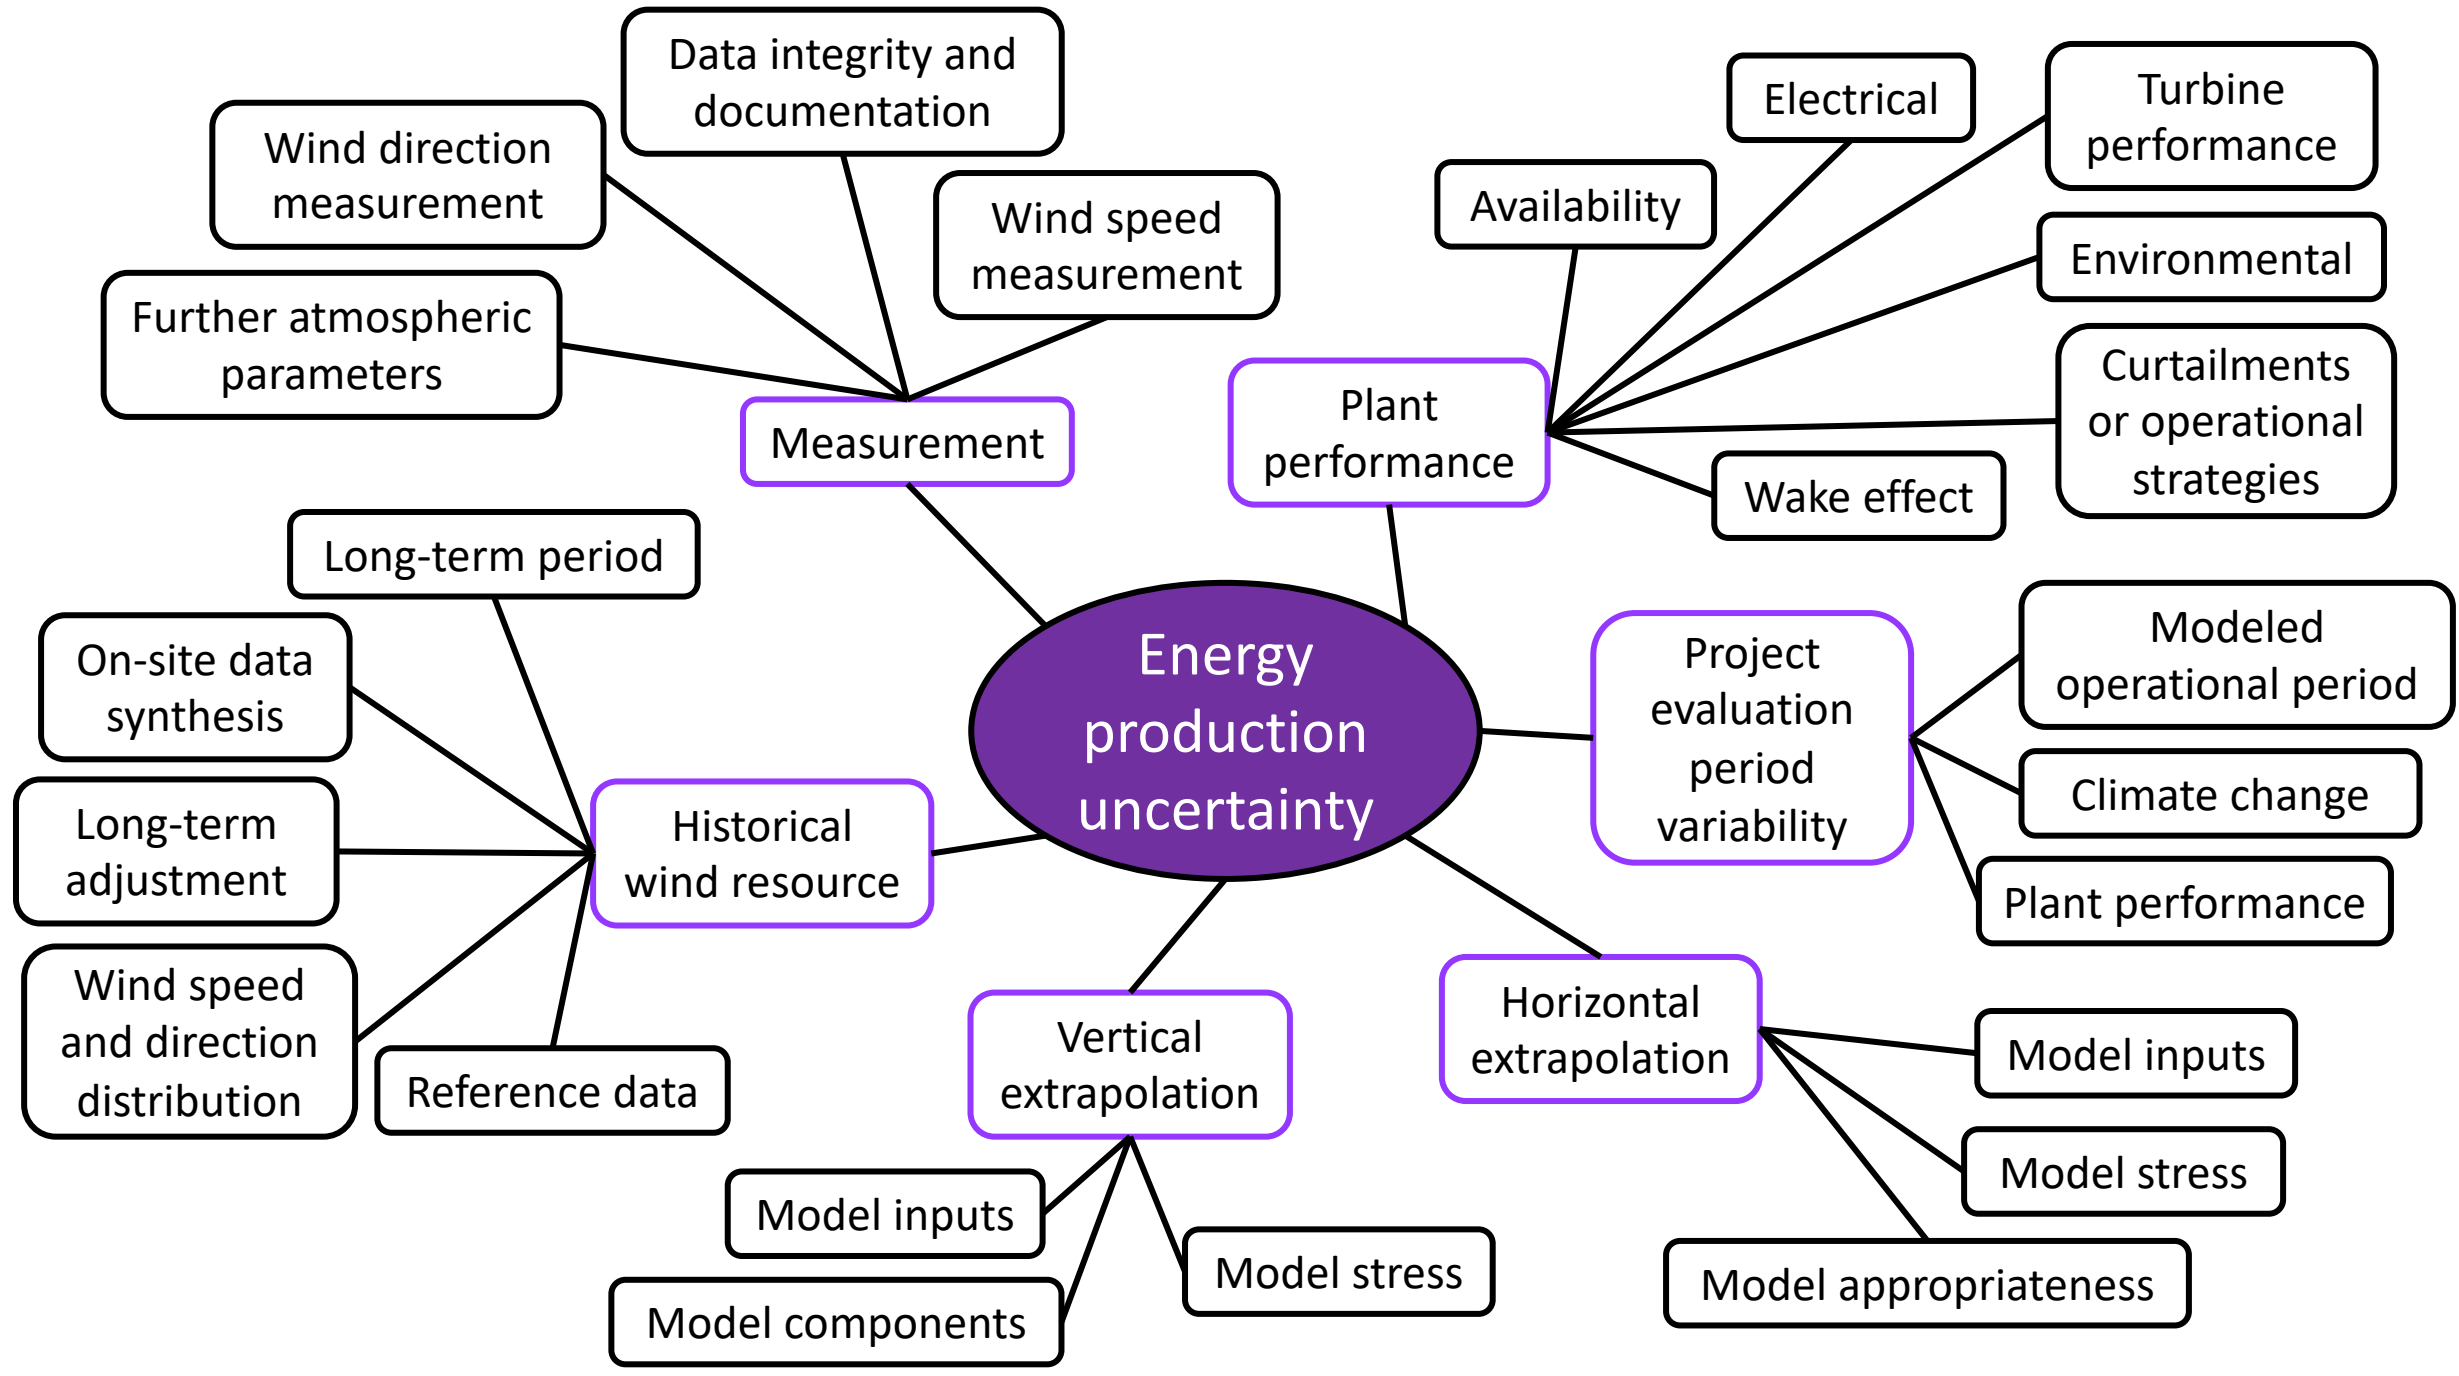 Data integrity and
documentation
Wind direction
measurement
Wind speed
measurement
Further atmospheric
parameters
Measurement
Electrical
Turbine
performance
Availability
Environmental
Curtailments
or operational
strategies
Plant
performance
Wake effect
Long-term period
On-site data
synthesis
Long-term
adjustment
Wind speed
and direction
distribution
Reference data
Historical
wind resource
Energy
production
uncertainty
Project
evaluation
period
variability
Modeled
operational period
Climate change
Plant performance
Vertical
extrapolation
Model inputs
Model components
Model stress
Horizontal
extrapolation
Model inputs
Model stress
Model appropriateness